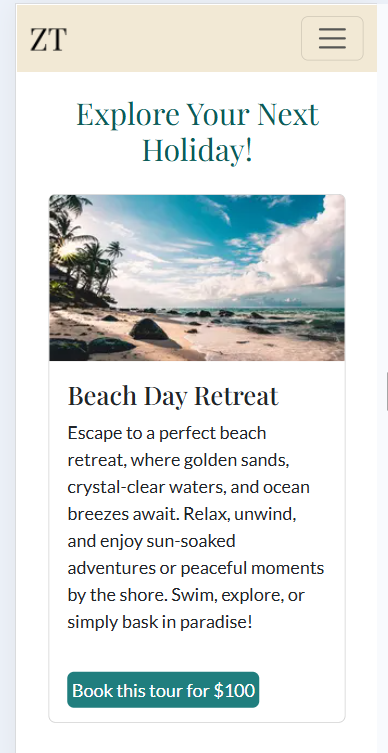 ZT
Explore Your Next
Holiday!
Beach Day Retreat
Escape to a perfect beach
retreat, where golden sands,
crystal-clear waters, and ocean
breezes await. Relax, unwind,
and enjoy sun-soaked
adventures or peaceful moments
by the shore. Swim, explore, or
simply bask in paradise!
Book this tour for $100